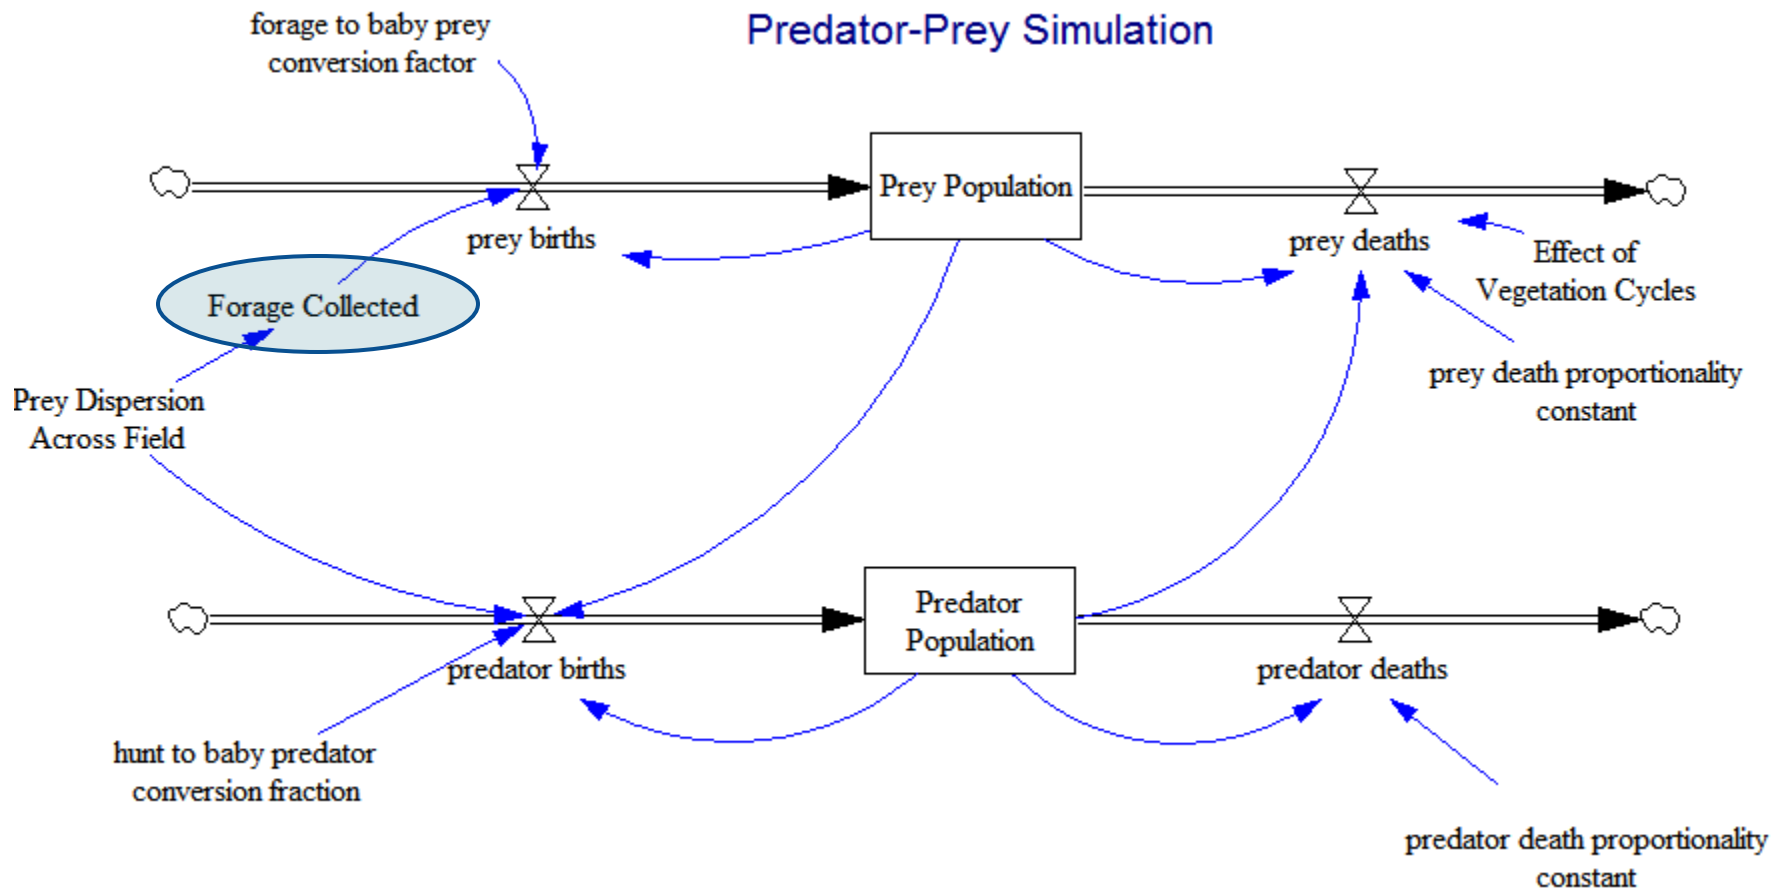 Predator-Prey Simulation
forage to baby prey
conversion factor
Prey Population
prey births
prey deaths
Effect of
Vegetation Cycles
Forage Collected
prey death proportionality
constant
Prey Dispersion
Across Field
Predator
Population
predator births
predator deaths
hunt to baby predator
conversion fraction
predator death proportionality
constant